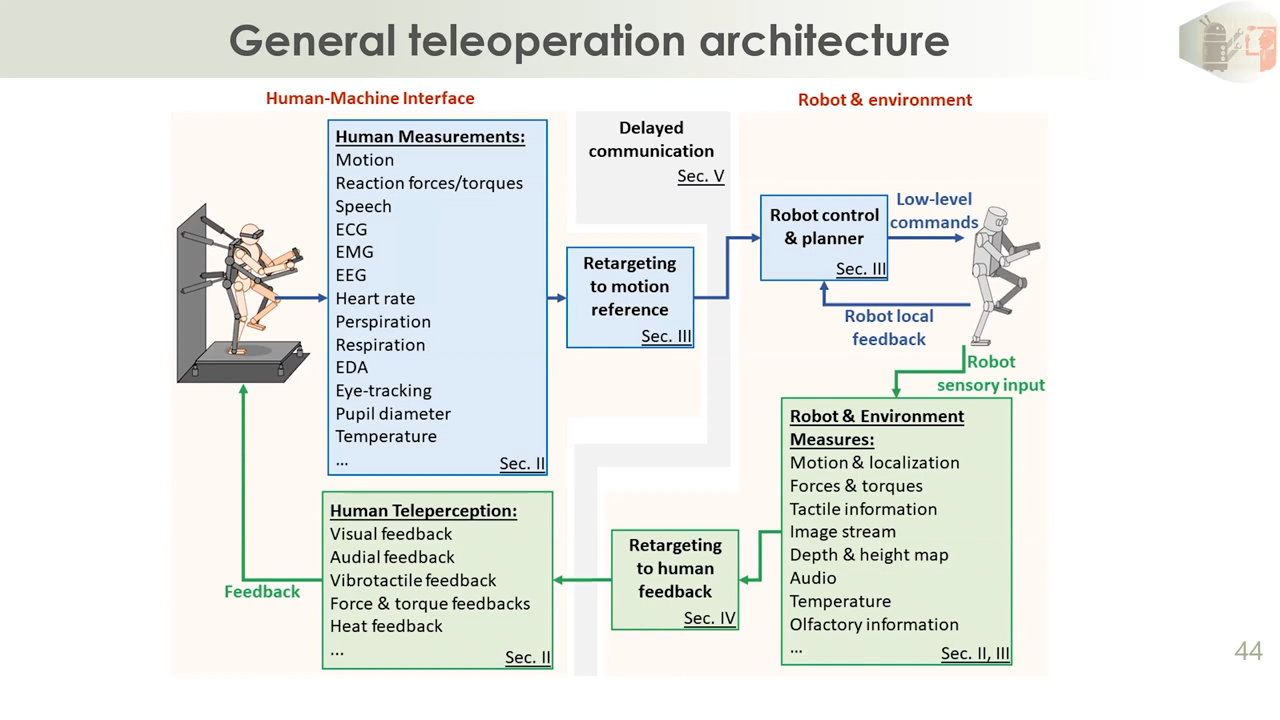 General teleoperation architecture
Human-Machine Interface
Robot & environment
Human Measurements:
Motion
Reaction forces/torques
Speech
ECG
EMG
EEG
Heart rate
Perspiration
Respiration
EDA
Eye-tracking
Pupil diameter
Temperature
...
Sec. II
Delayed
communication
Sec. V
Retargeting
to motion
reference
Sec. III
Robot control
& planner
Sec. III
Low-level
commands
Robot local
feedback
Robot
sensory input
Robot & Environment
Measures:
Motion & localization
Forces & torques
Tactile information
Image stream
Depth & height map
Audio
Temperature
Olfactory information
...
Sec. II, III
Retargeting
to human
feedback
Sec. IV
Human Teleperception:
Visual feedback
Audial feedback
Vibrotactile feedback
Force & torque feedbacks
Heat feedback
...
Sec. II
Feedback
44